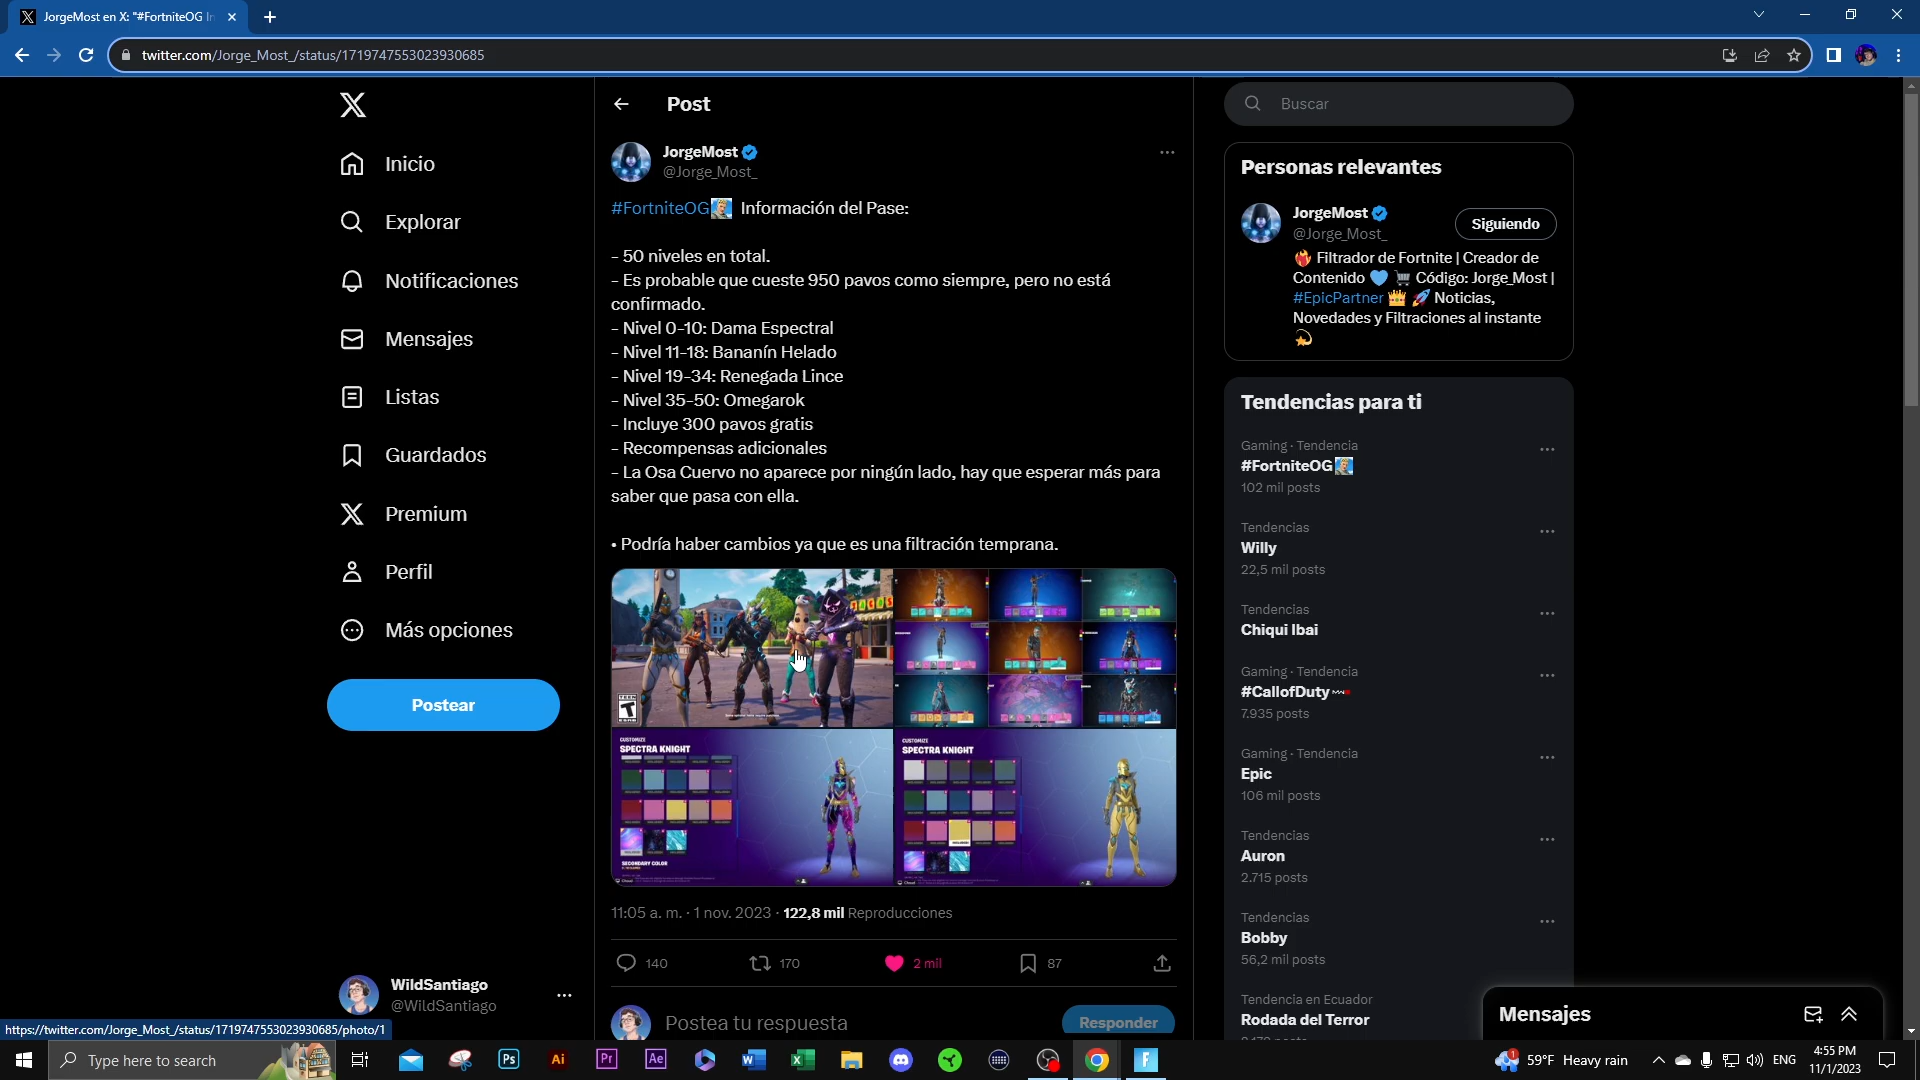 JorgeMost en X: "#FortniteOG In
twitter.com/Jorge_Most_/status/1719747553023930685
Inicio
Explorar
Notificaciones
Mensajes
Listas
Guardados
Premium
Perfil
Más opciones
Postear
WildSantiago
@WildSantiago
Post
JorgeMost
@Jorge_Most_
#FortniteOG Información del Pase:
- 50 niveles en total.
- Es probable que cueste 950 pavos como siempre, pero no está
confirmado.
- Nivel 0-10: Dama Espectral
- Nivel 11-18: Bananín Helado
- Nivel 19-34: Renegada Lince
- Nivel 35-50: Omegarok
- Incluye 300 pavos gratis
- Recompensas adicionales
- La Osa Cuervo no aparece por ningún lado, hay que esperar más para
saber que pasa con ella.
• Podría haber cambios ya que es una filtración temprana.
TACOS
TEEN
T
CUSTOMIZE
SPECTRA KNIGHT
SECONDARY COLOR
CUSTOMIZE
SPECTRA KNIGHT
11:05 a. m. · 1 nov. 2023 · 122,8 mil Reproducciones
140
170
2 mil
87
Postea tu respuesta
Responder
Buscar
Personas relevantes
JorgeMost
@Jorge_Most_
Siguiendo
Filtrador de Fortnite | Creador de
Contenido Código: Jorge_Most |
#EpicPartner Noticias,
Novedades y Filtraciones al instante
Tendencias para ti
Gaming · Tendencia
#FortniteOG
102 mil posts
Tendencias
Willy
22,5 mil posts
Tendencias
Chiqui Ibai
Gaming · Tendencia
#CallofDuty
7.935 posts
Gaming · Tendencia
Epic
106 mil posts
Tendencias
Auron
2.715 posts
Tendencias
Bobby
56,2 mil posts
Tendencia en Ecuador
Rodada del Terror
Mensajes
https://twitter.com/Jorge_Most_/status/1719747553023930685/photo/1
Type here to search
Ps
Ai
Pr
Ae
1
59°F Heavy rain
ENG
4:55 PM
11/1/2023